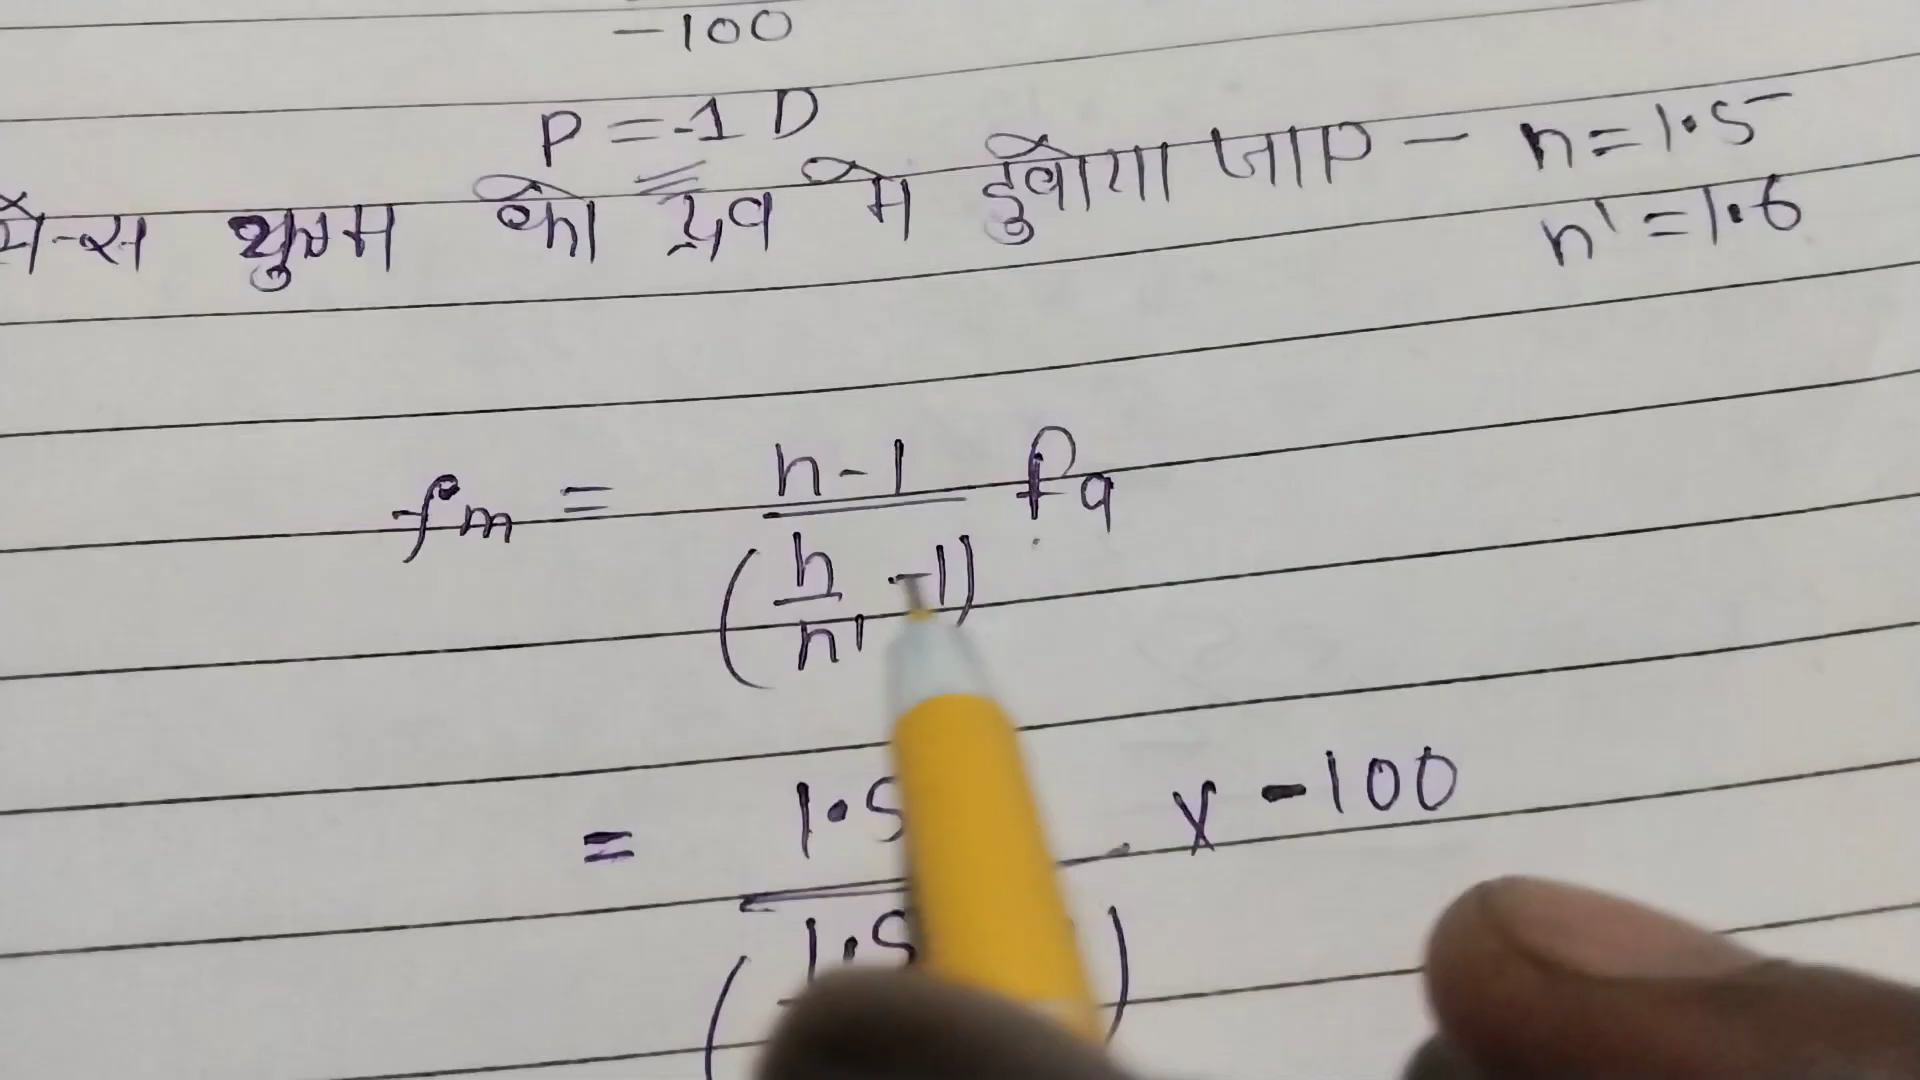 -100
P = -1 D
लेन्स युग्म को द्रव में डुबोया जाए - n = 1.5
n' = 1.6
fm = n-1 fa
(n/n' -1)
= 1.5 x -100
(1.5 )